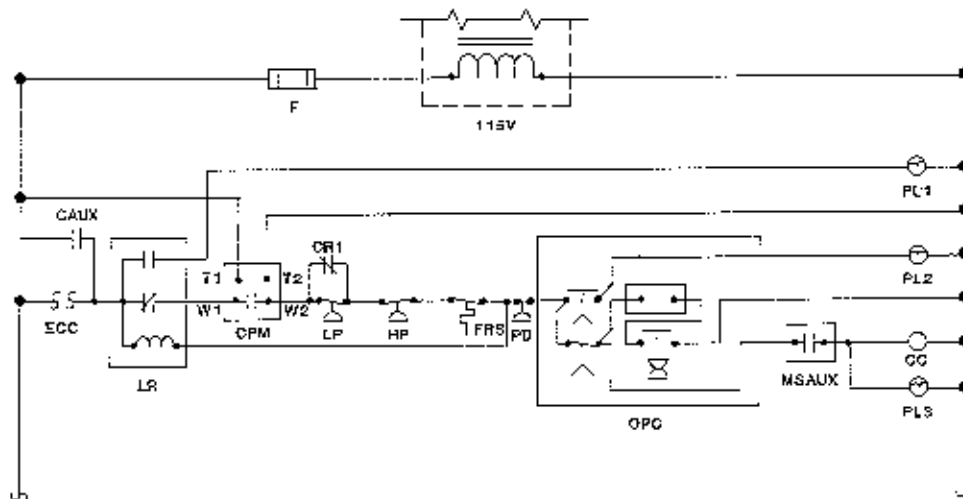 F
115V
PL1
CAUX
CR1
T1
T2
PL2
W1
W2
ECC
CPM
LP
HP
FRS
PD
LR
MSAUX
CC
OPC
PL3